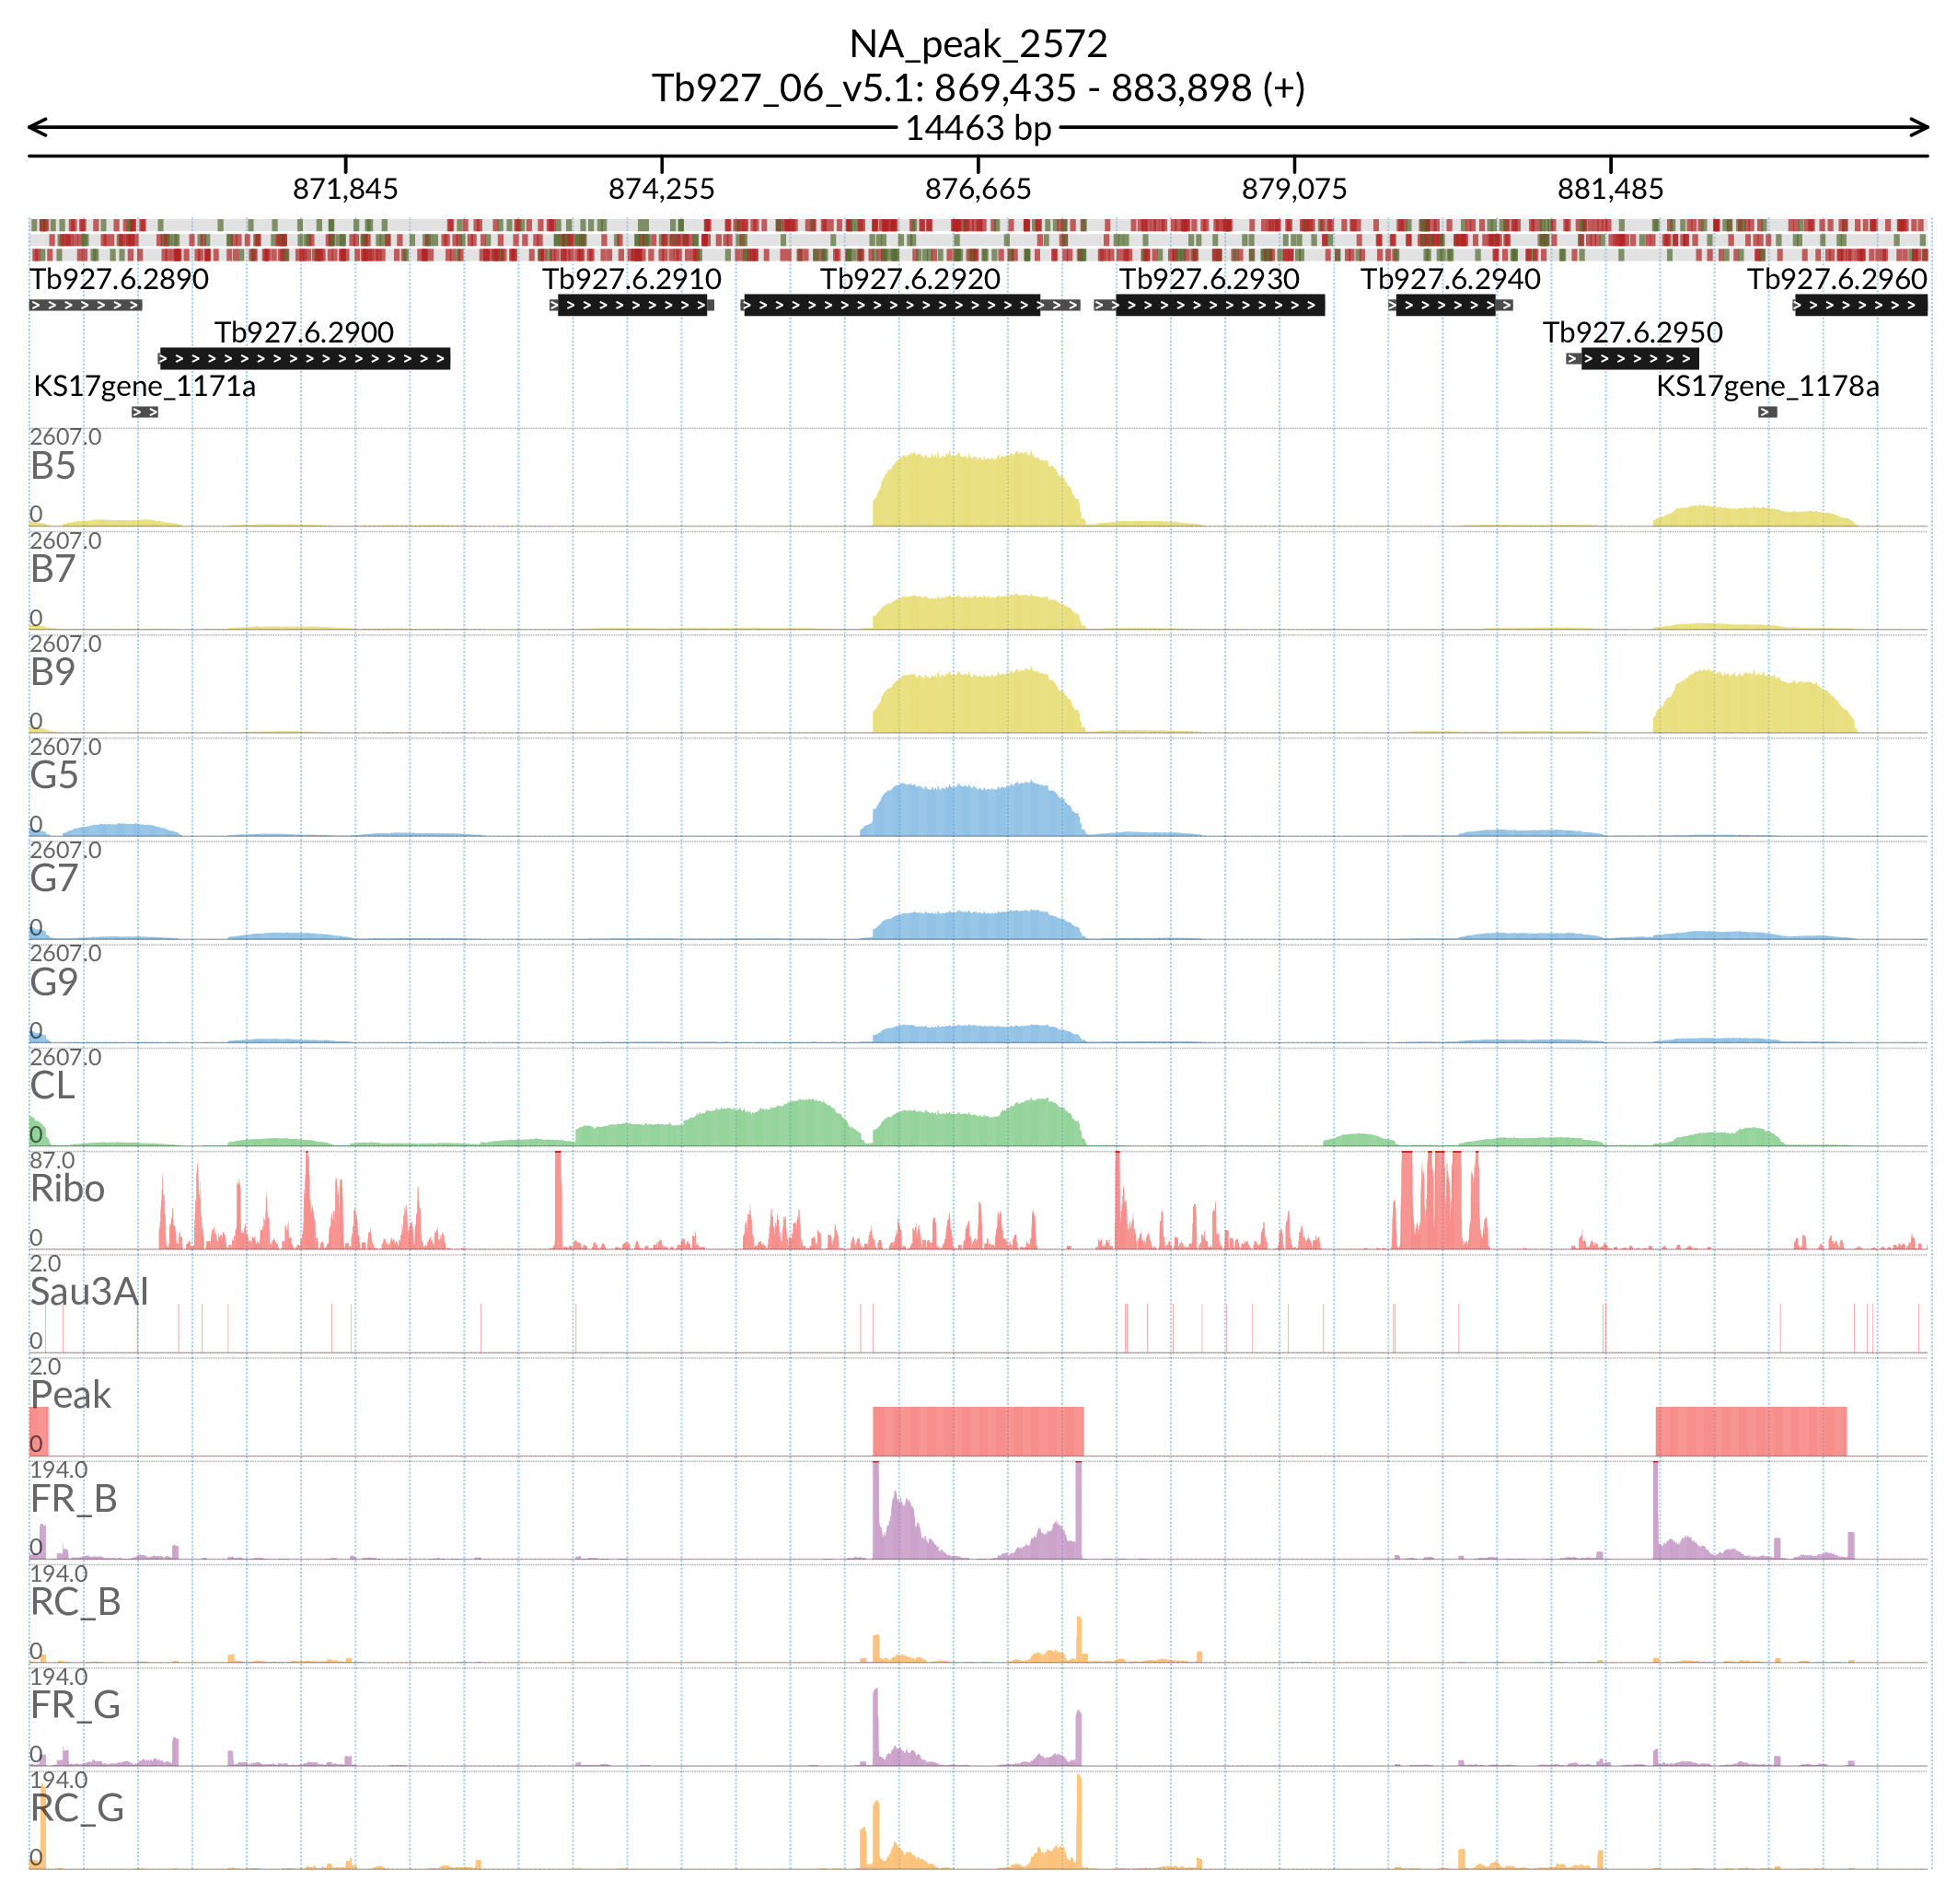 NA_peak_2572
Tb927_06_v5.1: 869,435 - 883,898 (+)
14463 bp
871,845 874,255 876,665 879,075 881,485
Tb927.6.2890 Tb927.6.2910 Tb927.6.2920 Tb927.6.2930 Tb927.6.2940 Tb927.6.2960
Tb927.6.2900 Tb927.6.2950
KS17gene_1171a KS17gene_1178a
2607.0
B5
0
2607.0
B7
0
2607.0
B9
0
2607.0
G5
0
2607.0
G7
0
2607.0
G9
0
2607.0
CL
0
87.0
Ribo
0
2.0
Sau3AI
0
2.0
Peak
0
194.0
FR_B
0
194.0
RC_B
0
194.0
FR_G
0
194.0
RC_G
0